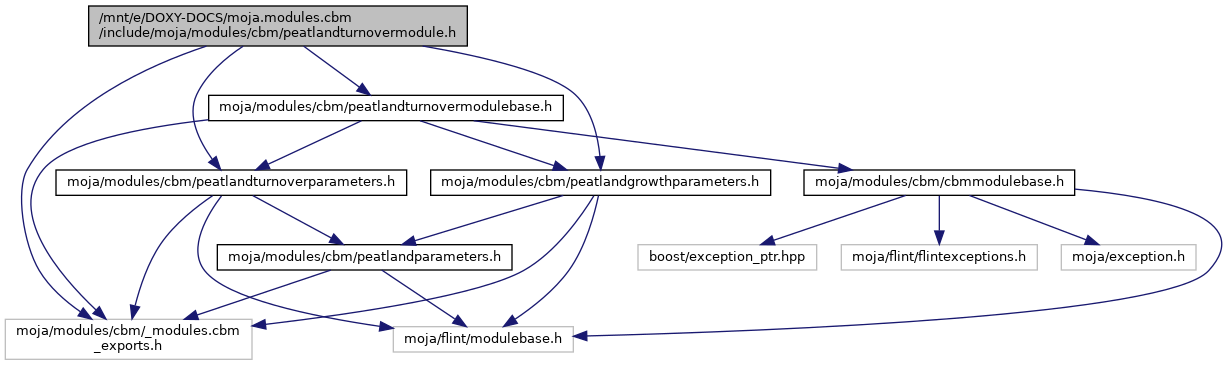 /mnt/e/DOXY-DOCS/moja.modules.cbm
/include/moja/modules/cbm/peatlandturnovermodule.h
moja/modules/cbm/peatlandturnovermodulebase.h
moja/modules/cbm/peatlandturnoverparameters.h
moja/modules/cbm/peatlandgrowthparameters.h
moja/modules/cbm/cbmmodulebase.h
moja/modules/cbm/peatlandparameters.h
boost/exception_ptr.hpp
moja/flint/flintexceptions.h
moja/exception.h
moja/modules/cbm/_modules.cbm
_exports.h
moja/flint/modulebase.h